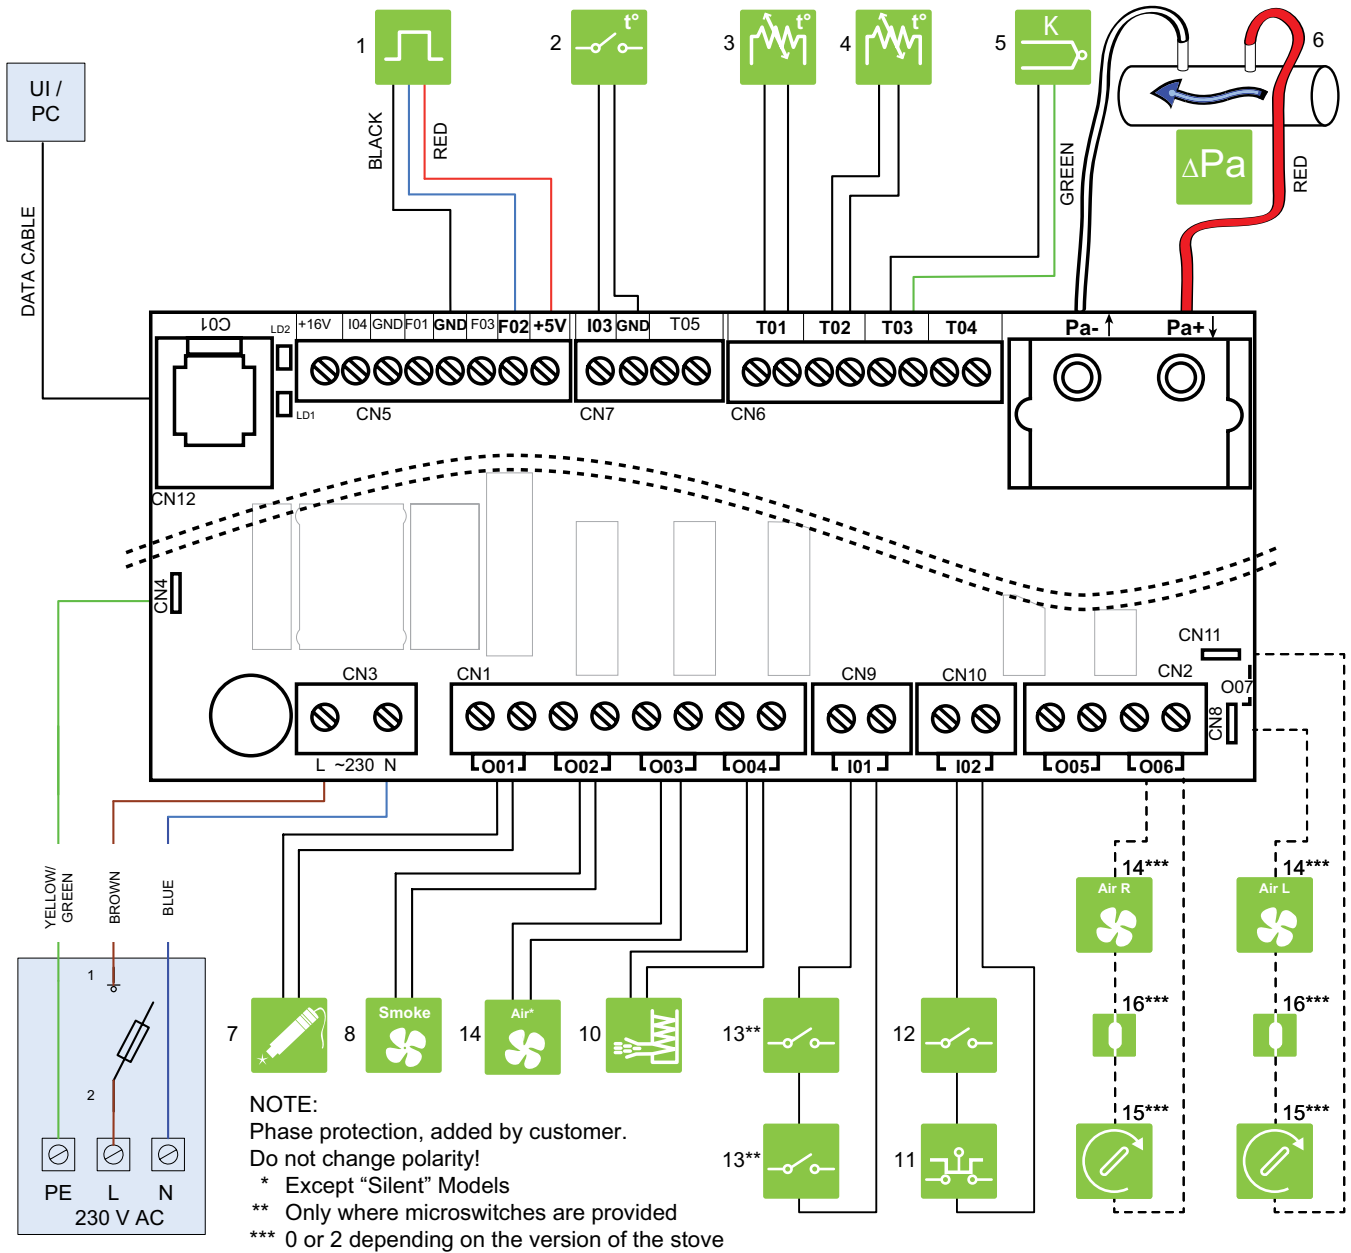 1
2
t°
3
t°
4
t°
5
K
6
UI /
PC
BLACK
RED
GREEN
ΔPa
RED
DATA CABLE
C01
LD2
+16V
I04
GND
F01
GND
F03
F02
+5V
I03
GND
T05
T01
T02
T03
T04
Pa-
Pa+
LD1
CN5
CN7
CN6
CN12
CN4
CN11
CN3
CN1
CN9
CN10
CN2
O07
CN8
L ~230 N
O01
O02
O03
O04
I01
I02
O05
O06
YELLOW/
GREEN
BROWN
BLUE
14***
14***
Air R
Air L
1
2
7
8
Smoke
14
Air*
10
13**
12
16***
16***
13**
11
15***
15***
PE
L
N
230 V AC
NOTE:
Phase protection, added by customer.
Do not change polarity!
* Except “Silent” Models
** Only where microswitches are provided
*** 0 or 2 depending on the version of the stove